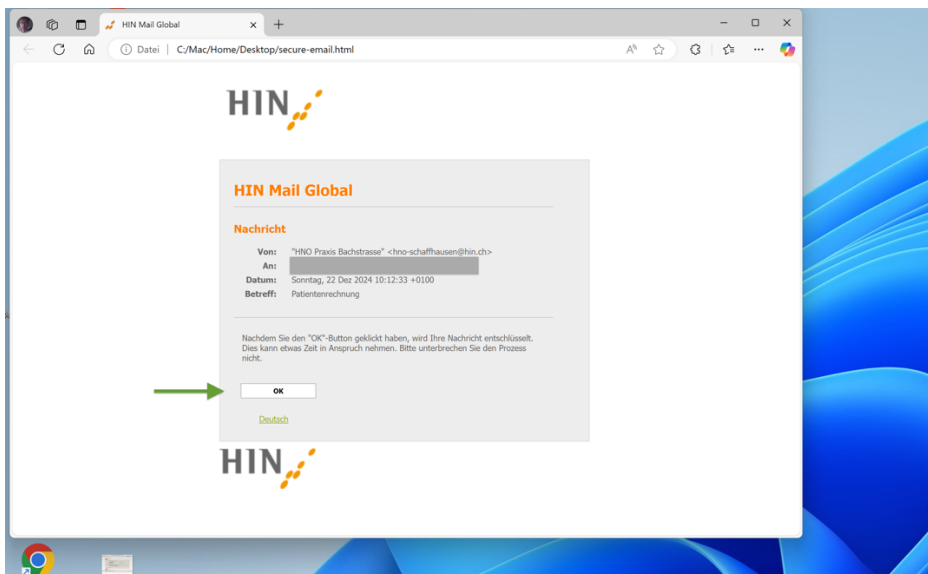 HIN Mail Global
Datei | C:/Mac/Home/Desktop/secure-email.html
HIN
HIN Mail Global
Nachricht
Von: "HNO Praxis Bachstrasse" <hno-schaffhausen@hin.ch>
An:
Datum: Sonntag, 22 Dez 2024 10:12:33 +0100
Betreff: Patientenrechnung
Nachdem Sie den "OK"-Button geklickt haben, wird Ihre Nachricht entschlüsselt.
Dies kann etwas Zeit in Anspruch nehmen. Bitte unterbrechen Sie den Prozess
nicht.
OK
Deutsch
HIN